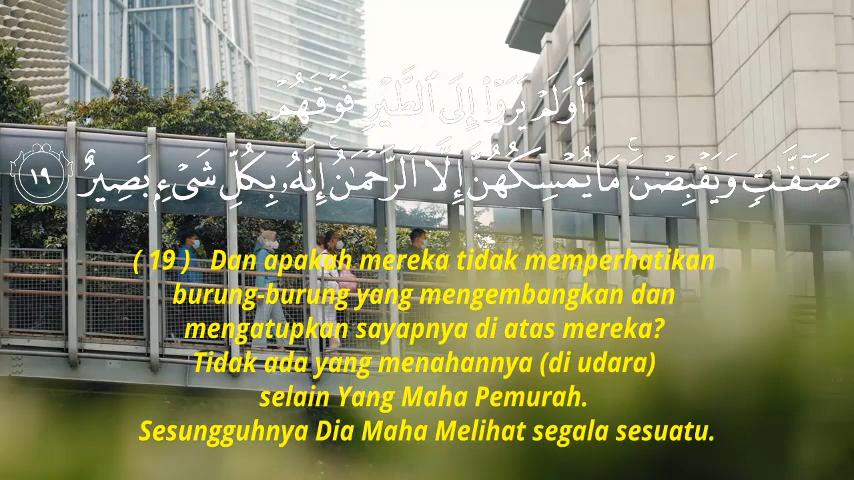 أَوَلَمْ يَرَوْا۟ إِلَى ٱلطَّيْرِ فَوْقَهُمْ
صَـٰٓفَّـٰتٍ وَيَقْبِضْنَ ۚ مَا يُمْسِكُهُنَّ إِلَّا ٱلرَّحْمَـٰنُ ۚ إِنَّهُۥ بِكُلِّ شَىْءٍۭ بَصِيرٌ ١٩
( 19 ) Dan apakah mereka tidak memperhatikan
burung-burung yang mengembangkan dan
mengatupkan sayapnya di atas mereka?
Tidak ada yang menahannya (di udara)
selain Yang Maha Pemurah.
Sesungguhnya Dia Maha Melihat segala sesuatu.